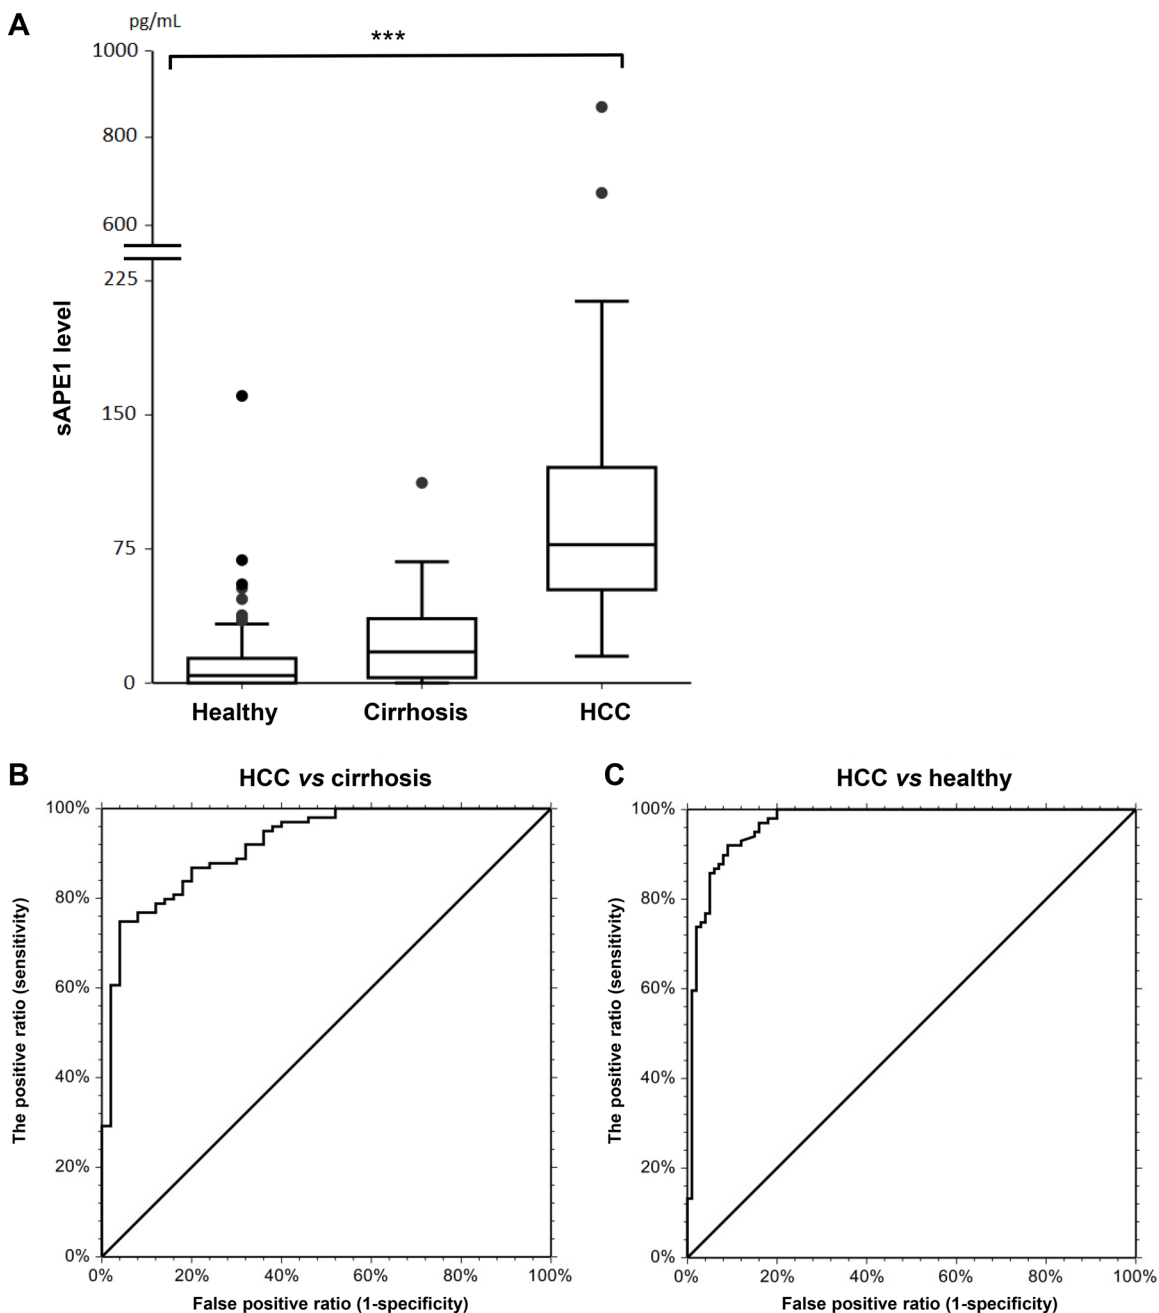 A
pg/mL
***
1000
800
600
225
150
75
0
sAPE1 level
Healthy Cirrhosis HCC
B
HCC vs cirrhosis
100%
80%
60%
40%
20%
0%
The positive ratio (sensitivity)
0% 20% 40% 60% 80% 100%
False positive ratio (1-specificity)
C
HCC vs healthy
100%
80%
60%
40%
20%
0%
The positive ratio (sensitivity)
0% 20% 40% 60% 80% 100%
False positive ratio (1-specificity)